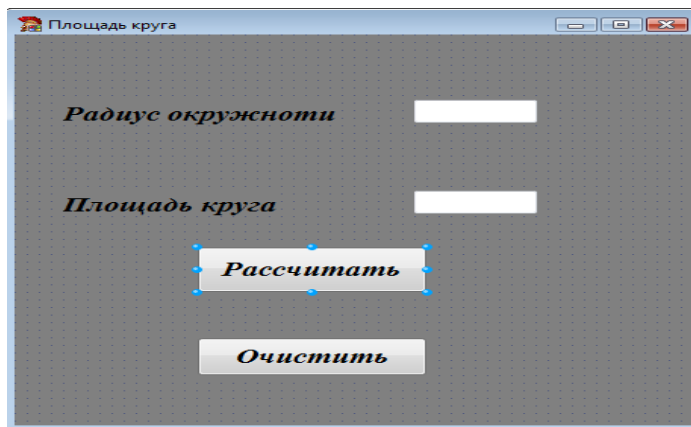 Площадь круга
Радиус окружноти
Площадь круга
Рассчитать
Очистить